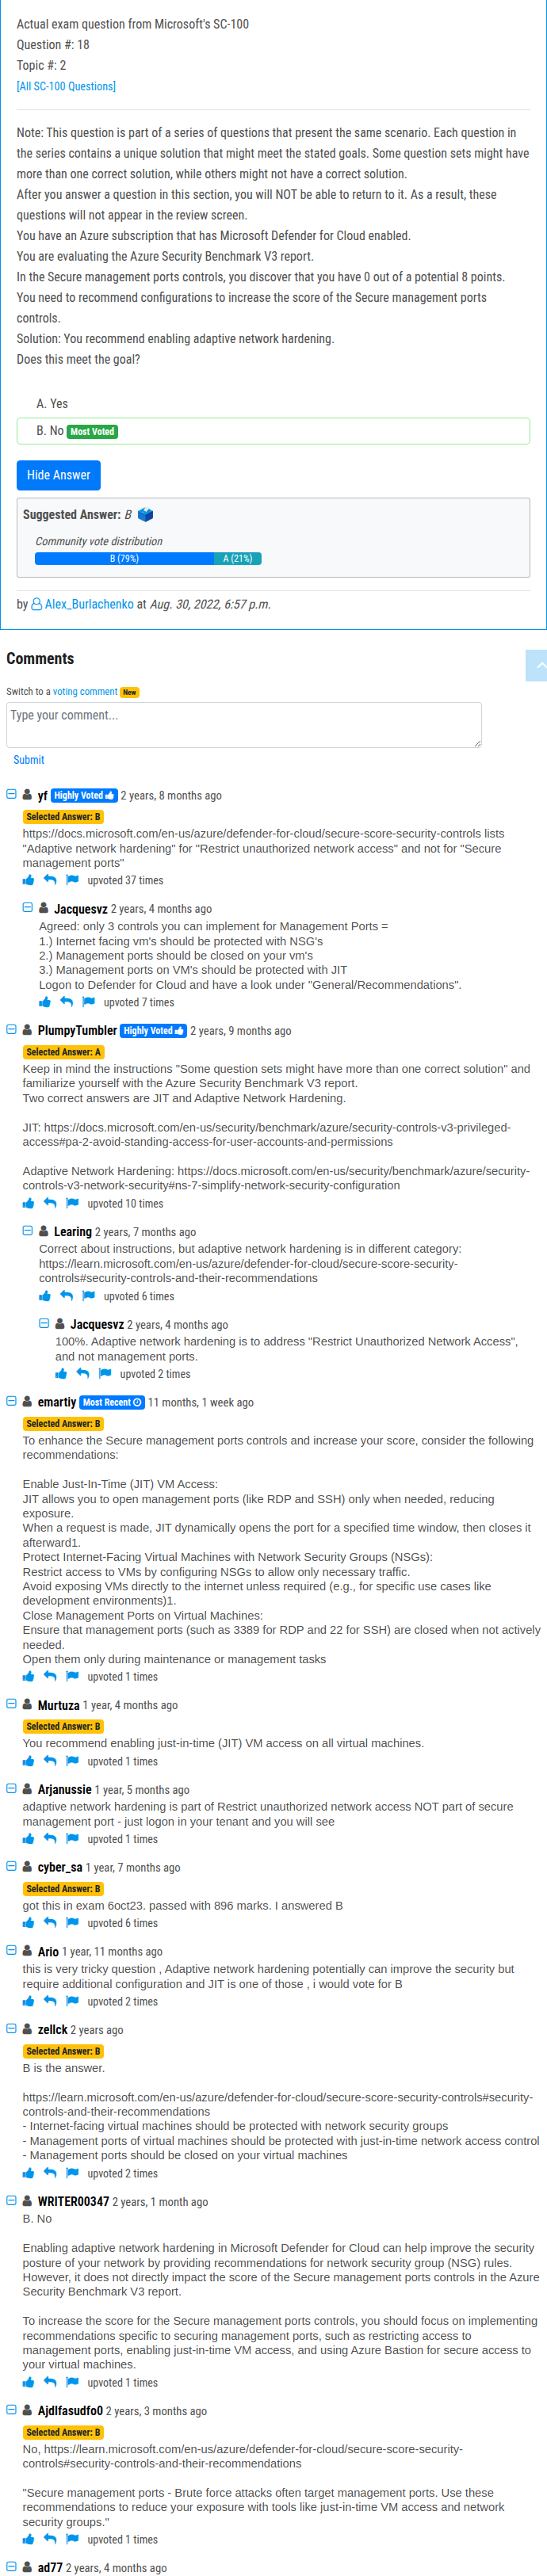 Actual exam question from Microsoft's SC-100
Question #: 18
Topic #: 2
[All SC-100 Questions]
Note: This question is part of a series of questions that present the same scenario. Each question in
the series contains a unique solution that might meet the stated goals. Some question sets might have
more than one correct solution, while others might not have a correct solution.
After you answer a question in this section, you will NOT be able to return to it. As a result, these
questions will not appear in the review screen.
You have an Azure subscription that has Microsoft Defender for Cloud enabled.
You are evaluating the Azure Security Benchmark V3 report.
In the Secure management ports controls, you discover that you have 0 out of a potential 8 points.
You need to recommend configurations to increase the score of the Secure management ports
controls.
Solution: You recommend enabling adaptive network hardening.
Does this meet the goal?
A. Yes
B. No Most Voted
Hide Answer
Suggested Answer: B
Community vote distribution
B (79%) A (21%)
by Alex_Burlachenko at Aug. 30, 2022, 6:57 p.m.
Comments
Switch to a voting comment New
Type your comment...
Submit
yf Highly Voted 2 years, 8 months ago
Selected Answer: B
https://docs.microsoft.com/en-us/azure/defender-for-cloud/secure-score-security-controls lists
"Adaptive network hardening" for "Restrict unauthorized network access" and not for "Secure
management ports"
upvoted 37 times
Jacquesvz 2 years, 4 months ago
Agreed: only 3 controls you can implement for Management Ports =
1.) Internet facing vm's should be protected with NSG's
2.) Management ports should be closed on your vm's
3.) Management ports on VM's should be protected with JIT
Logon to Defender for Cloud and have a look under "General/Recommendations".
upvoted 7 times
PlumpyTumbler Highly Voted 2 years, 9 months ago
Selected Answer: A
Keep in mind the instructions "Some question sets might have more than one correct solution" and
familiarize yourself with the Azure Security Benchmark V3 report.
Two correct answers are JIT and Adaptive Network Hardening.
JIT: https://docs.microsoft.com/en-us/security/benchmark/azure/security-controls-v3-privileged-
access#pa-2-avoid-standing-access-for-user-accounts-and-permissions
Adaptive Network Hardening: https://docs.microsoft.com/en-us/security/benchmark/azure/security-
controls-v3-network-security#ns-7-simplify-network-security-configuration
upvoted 10 times
Learing 2 years, 7 months ago
Correct about instructions, but adaptive network hardening is in different category:
https://learn.microsoft.com/en-us/azure/defender-for-cloud/secure-score-security-
controls#security-controls-and-their-recommendations
upvoted 6 times
Jacquesvz 2 years, 4 months ago
100%. Adaptive network hardening is to address "Restrict Unauthorized Network Access",
and not management ports.
upvoted 2 times
emartiy Most Recent 11 months, 1 week ago
Selected Answer: B
To enhance the Secure management ports controls and increase your score, consider the following
recommendations:
Enable Just-In-Time (JIT) VM Access:
JIT allows you to open management ports (like RDP and SSH) only when needed, reducing
exposure.
When a request is made, JIT dynamically opens the port for a specified time window, then closes it
afterward1.
Protect Internet-Facing Virtual Machines with Network Security Groups (NSGs):
Restrict access to VMs by configuring NSGs to allow only necessary traffic.
Avoid exposing VMs directly to the internet unless required (e.g., for specific use cases like
development environments)1.
Close Management Ports on Virtual Machines:
Ensure that management ports (such as 3389 for RDP and 22 for SSH) are closed when not actively
needed.
Open them only during maintenance or management tasks
upvoted 1 times
Murtuza 1 year, 4 months ago
Selected Answer: B
You recommend enabling just-in-time (JIT) VM access on all virtual machines.
upvoted 1 times
Arjanussie 1 year, 5 months ago
adaptive network hardening is part of Restrict unauthorized network access NOT part of secure
management port - just logon in your tenant and you will see
upvoted 1 times
cyber_sa 1 year, 7 months ago
Selected Answer: B
got this in exam 6oct23. passed with 896 marks. I answered B
upvoted 6 times
Ario 1 year, 11 months ago
this is very tricky question , Adaptive network hardening potentially can improve the security but
require additional configuration and JIT is one of those , i would vote for B
upvoted 2 times
zellck 2 years ago
Selected Answer: B
B is the answer.
https://learn.microsoft.com/en-us/azure/defender-for-cloud/secure-score-security-controls#security-
controls-and-their-recommendations
- Internet-facing virtual machines should be protected with network security groups
- Management ports of virtual machines should be protected with just-in-time network access control
- Management ports should be closed on your virtual machines
upvoted 2 times
WRITER00347 2 years, 1 month ago
B. No
Enabling adaptive network hardening in Microsoft Defender for Cloud can help improve the security
posture of your network by providing recommendations for network security group (NSG) rules.
However, it does not directly impact the score of the Secure management ports controls in the Azure
Security Benchmark V3 report.
To increase the score for the Secure management ports controls, you should focus on implementing
recommendations specific to securing management ports, such as restricting access to
management ports, enabling just-in-time VM access, and using Azure Bastion for secure access to
your virtual machines.
upvoted 1 times
Ajdlfasudfo0 2 years, 3 months ago
Selected Answer: B
No, https://learn.microsoft.com/en-us/azure/defender-for-cloud/secure-score-security-
controls#security-controls-and-their-recommendations
"Secure management ports - Brute force attacks often target management ports. Use these
recommendations to reduce your exposure with tools like just-in-time VM access and network
security groups."
upvoted 1 times
ad77 2 years, 4 months ago